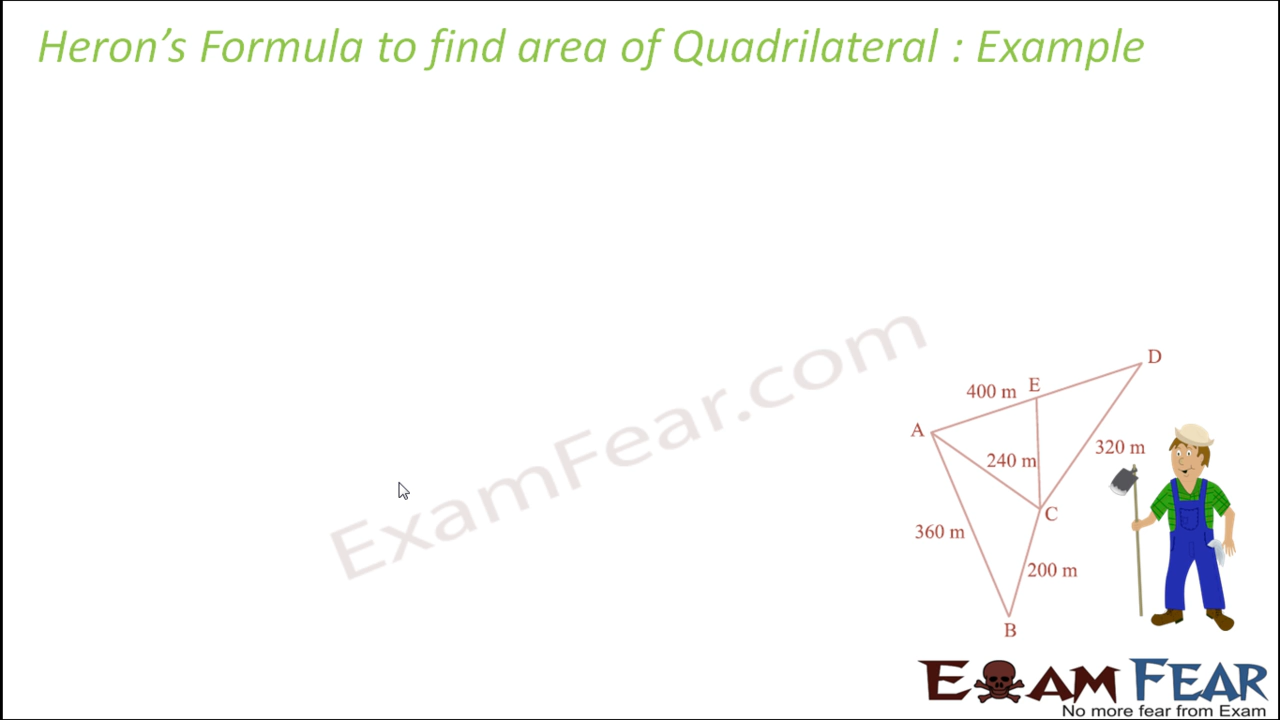 Heron’s Formula to find area of Quadrilateral : Example
ExamFear.com
D
400 m E
A
240 m
320 m
C
360 m
200 m
B
EXAM FEAR
No more fear from Exam